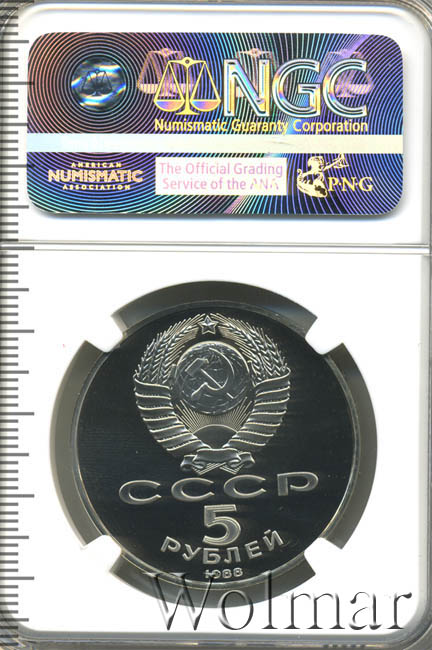 NGC
Numismatic Guaranty Corporation
AMERICAN
NUMISMATIC
ASSOCIATION
The Official Grading
Service of the ANA
P·N·G
СССР
5
РУБЛЕЙ
1988
Wolmar